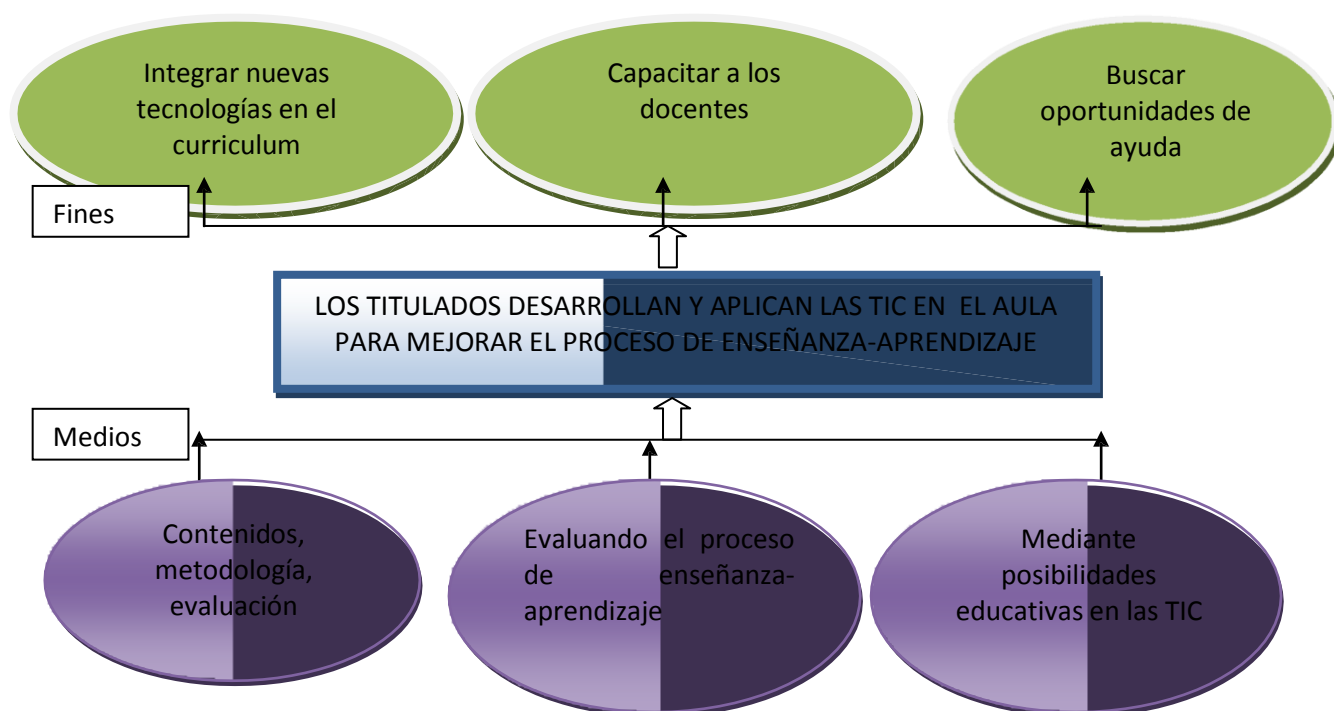 Integrar nuevas
tecnologías en el
curriculum
Capacitar a los
docentes
Buscar
oportunidades de
ayuda
Fines
LOS TITULADOS DESARROLLAN Y APLICAN LAS TIC EN EL AULA
PARA MEJORAR EL PROCESO DE ENSEÑANZA-APRENDIZAJE
Medios
Contenidos,
metodología,
evaluación
Evaluando el proceso
de enseñanza-
aprendizaje
Mediante
posibilidades
educativas en las TIC